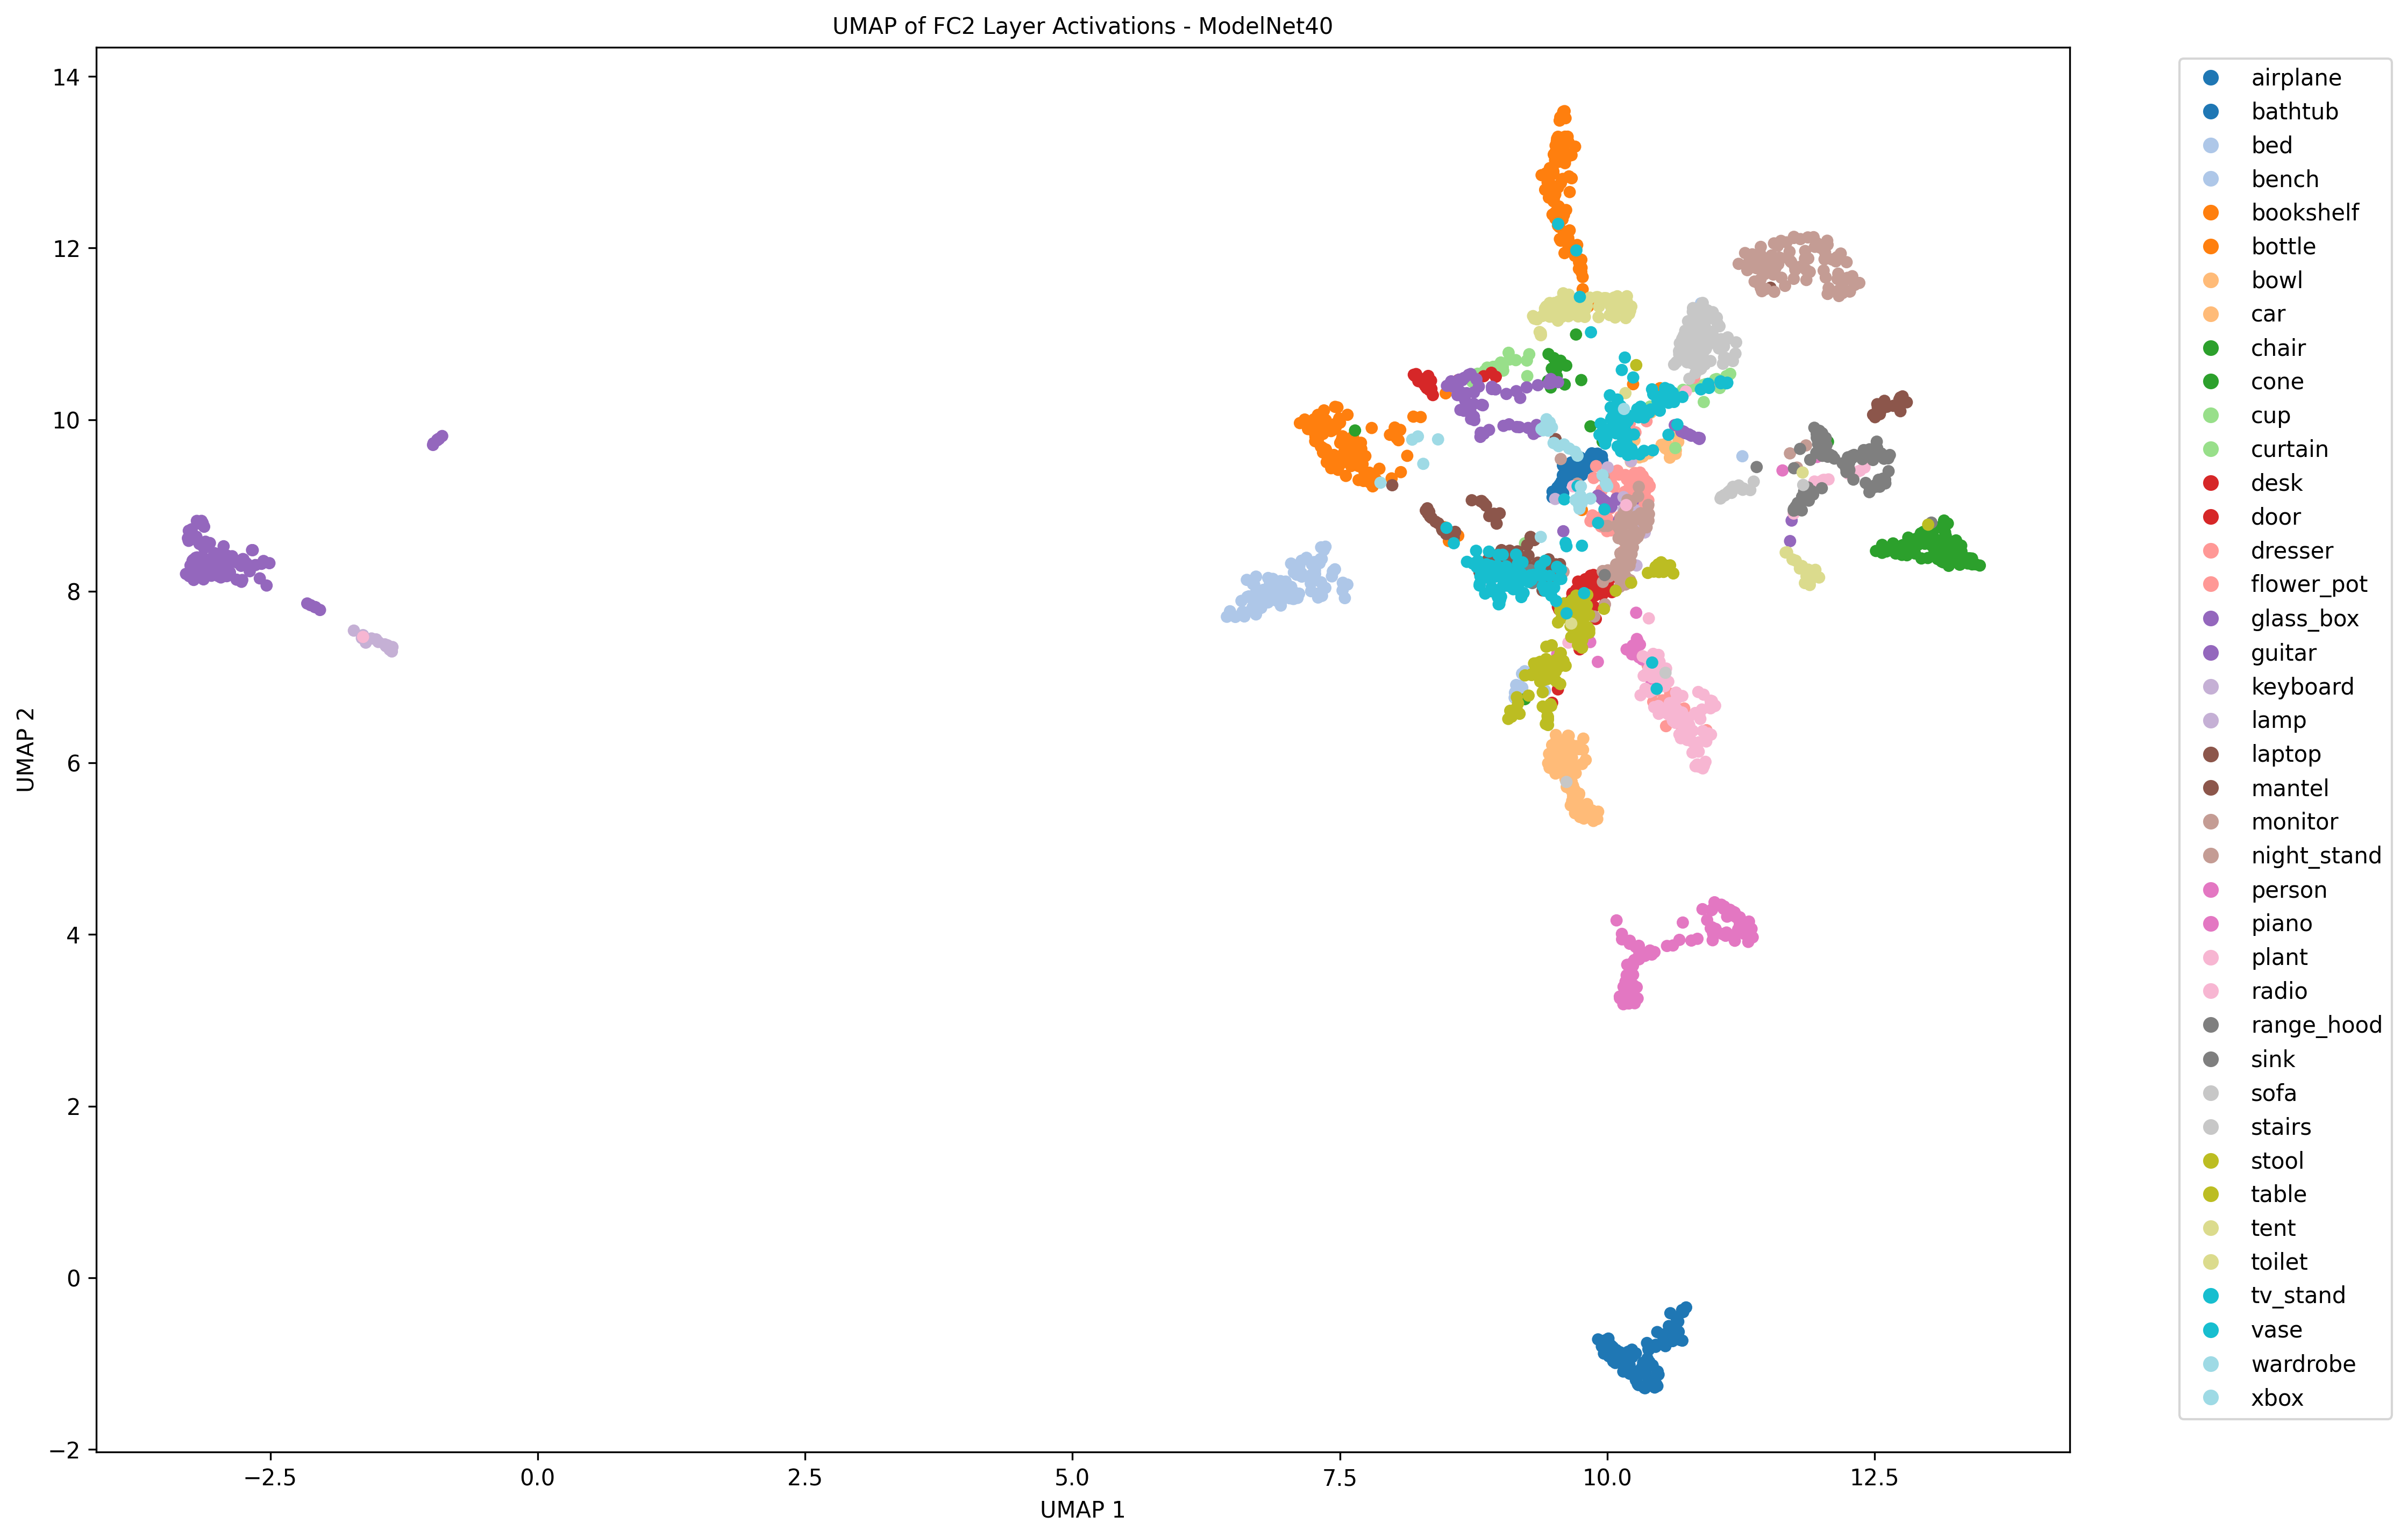 UMAP of FC2 Layer Activations - ModelNet40
14
12
10
8
6
4
2
0
−2
UMAP 2
−2.5
0.0
2.5
5.0
7.5
10.0
12.5
UMAP 1
airplane
bathtub
bed
bench
bookshelf
bottle
bowl
car
chair
cone
cup
curtain
desk
door
dresser
flower_pot
glass_box
guitar
keyboard
lamp
laptop
mantel
monitor
night_stand
person
piano
plant
radio
range_hood
sink
sofa
stairs
stool
table
tent
toilet
tv_stand
vase
wardrobe
xbox